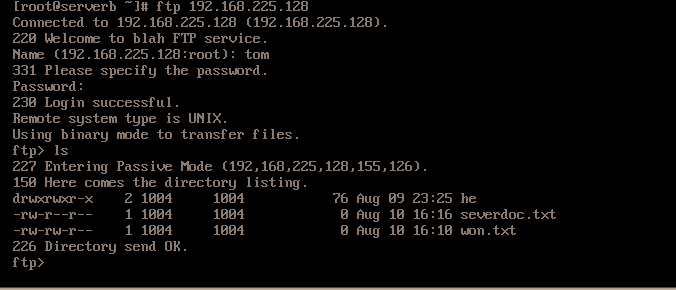 [root@serverb ~]# ftp 192.168.225.128
Connected to 192.168.225.128 (192.168.225.128).
220 Welcome to blah FTP service.
Name (192.168.225.128:root): tom
331 Please specify the password.
Password:
230 Login successful.
Remote system type is UNIX.
Using binary mode to transfer files.
ftp> ls
227 Entering Passive Mode (192,168,225,128,155,126).
150 Here comes the directory listing.
drwxrwxr-x    2 1004     1004           76 Aug 09 23:25 he
-rw-r--r--    1 1004     1004            0 Aug 10 16:16 severdoc.txt
-rw-rw-r--    1 1004     1004            0 Aug 10 16:10 won.txt
226 Directory send OK.
ftp>